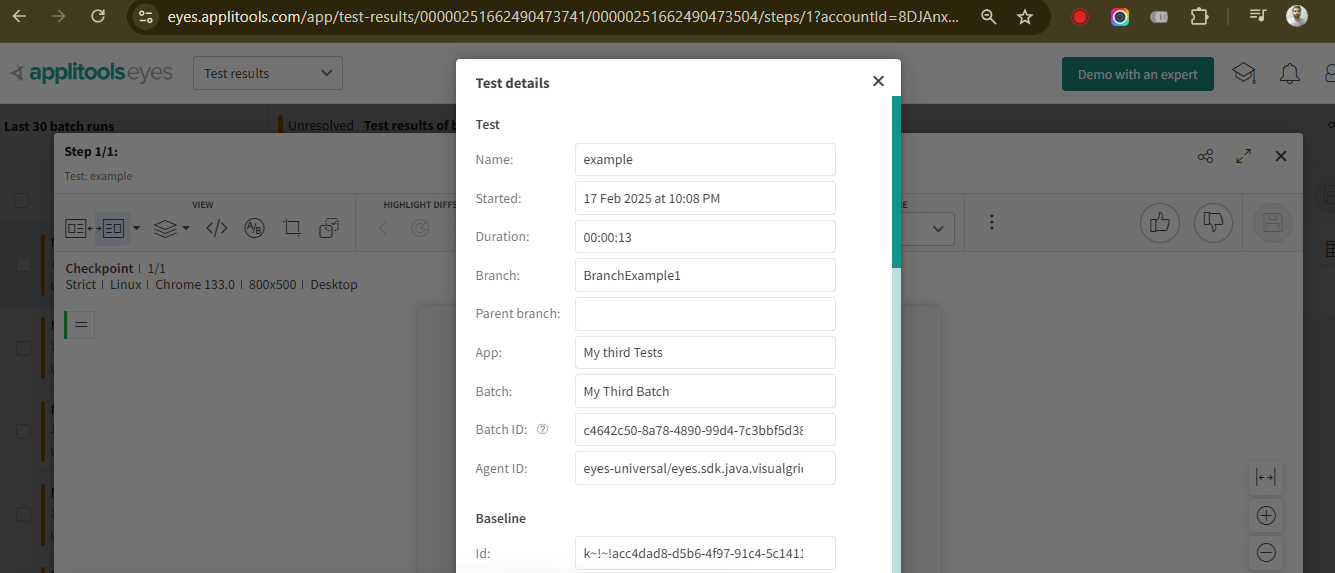 eyes.applitools.com/app/test-results/00000251662490473741/00000251662490473504/steps/1?accountId=8DJAnx...
applitools eyes
Test results
Demo with an expert
Last 30 batch runs
Unresolved Test results of b
Step 1/1:
Test: example
VIEW
HIGHLIGHT DIFFS
Checkpoint | 1/1
Strict | Linux | Chrome 133.0 | 800x500 | Desktop
Test details
Test
Name: example
Started: 17 Feb 2025 at 10:08 PM
Duration: 00:00:13
Branch: BranchExample1
Parent branch:
App: My third Tests
Batch: My Third Batch
Batch ID: c4642c50-8a78-4890-99d4-7c3bbf5d38
Agent ID: eyes-universal/eyes.sdk.java.visualgri
Baseline
Id: k~!~!acc4dad8-d5b6-4f97-91c4-5c1411